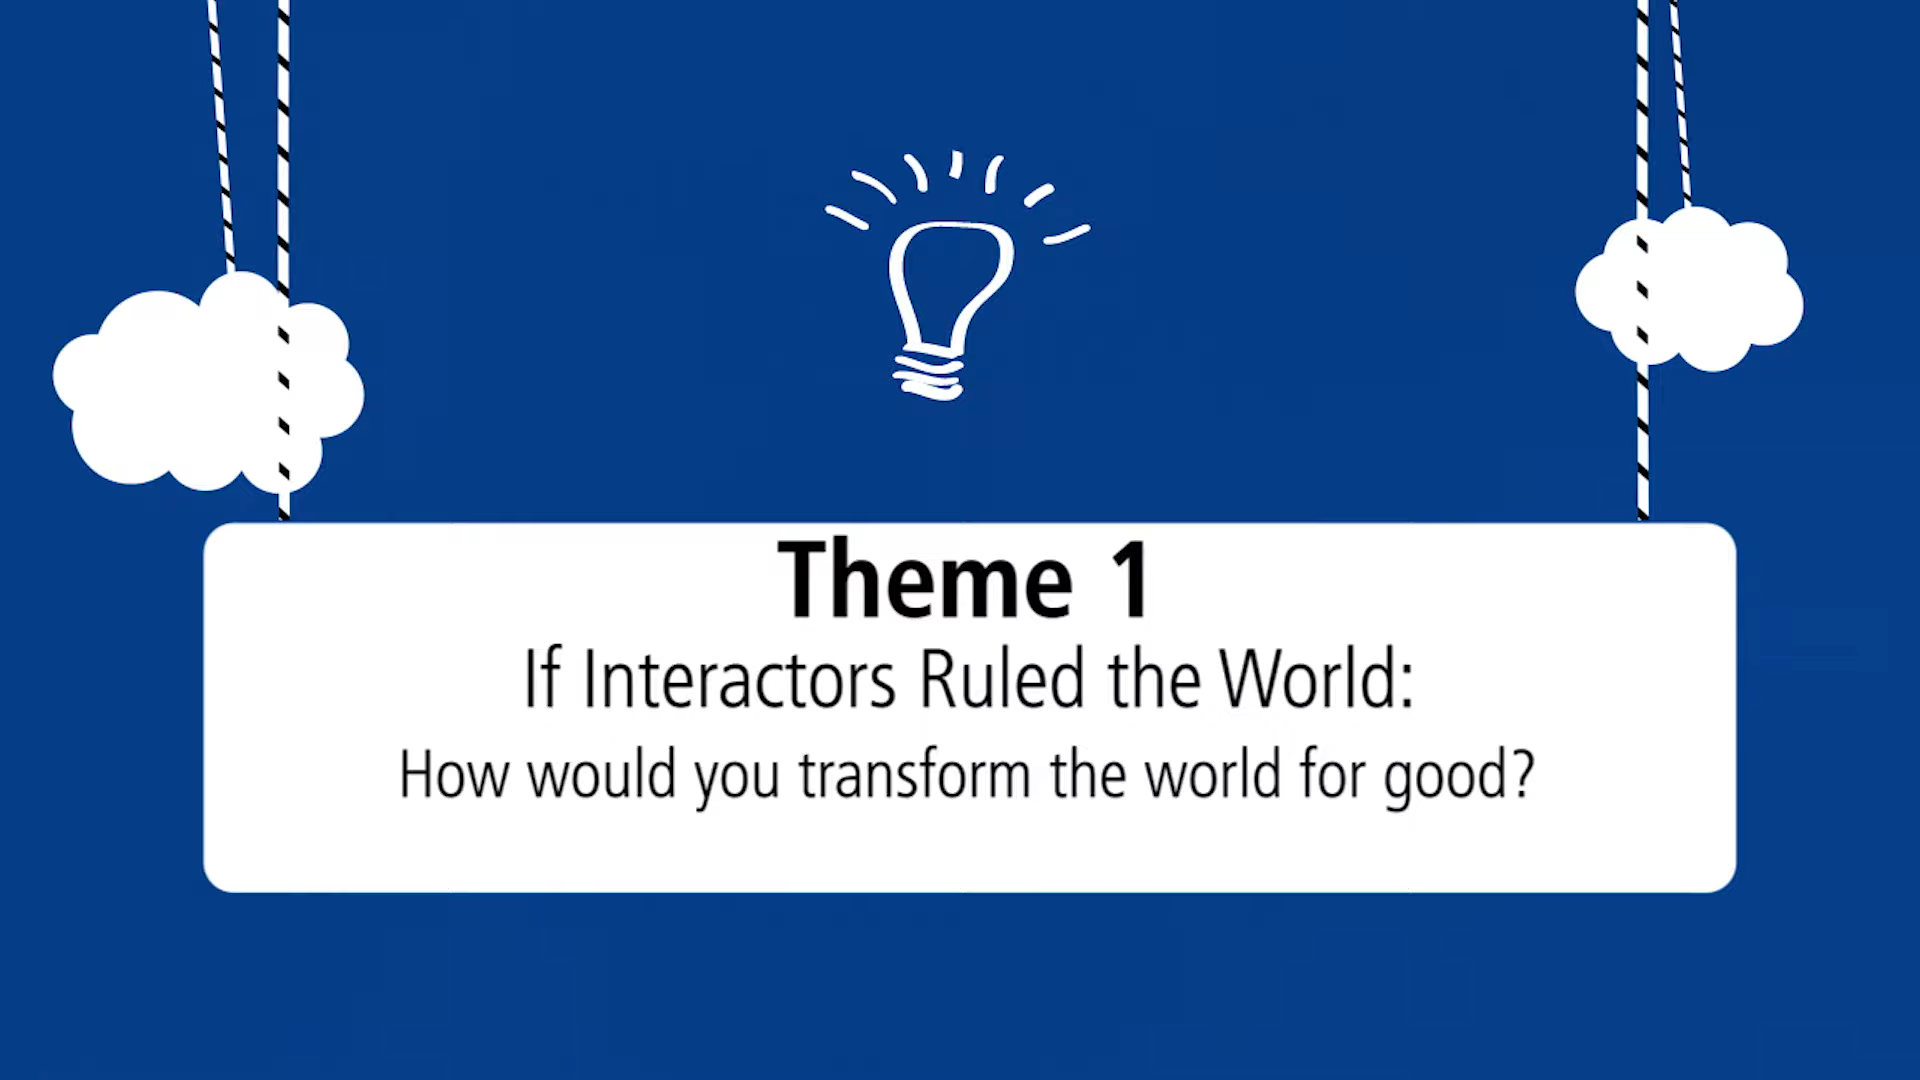 Theme 1
If Interactors Ruled the World:
How would you transform the world for good?